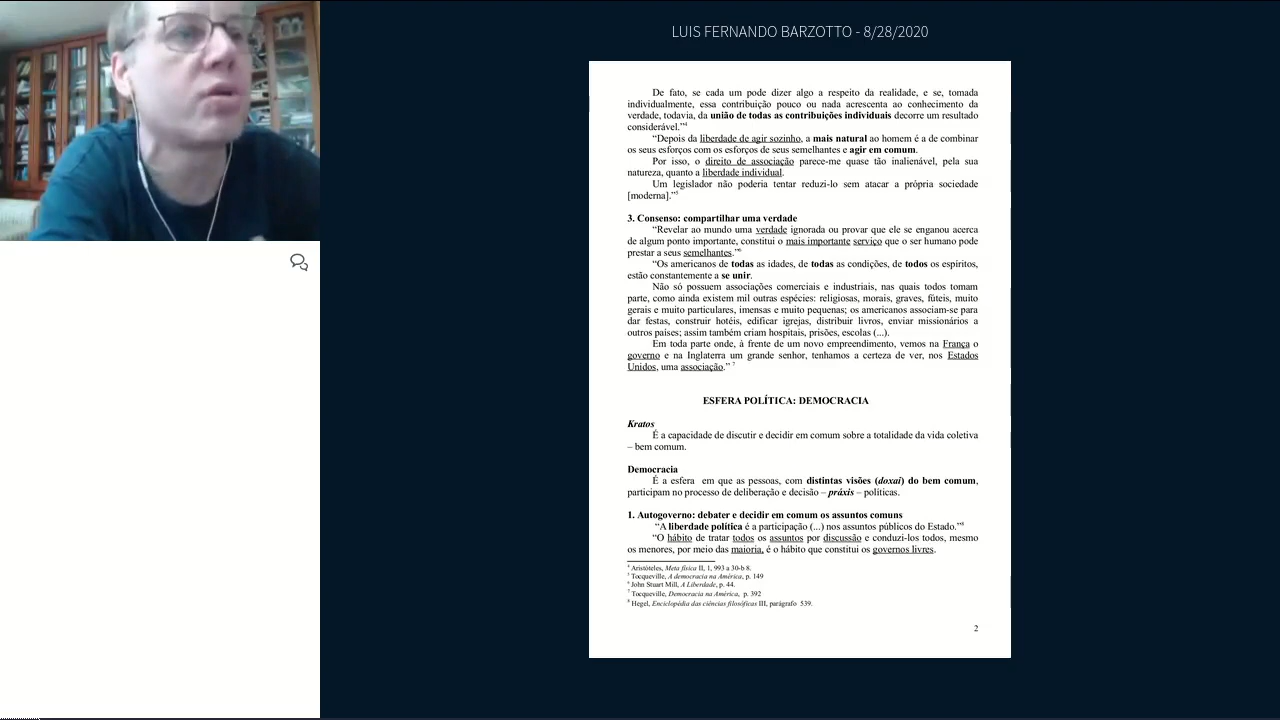 LUIS FERNANDO BARZOTTO - 8/28/2020
De fato, se cada um pode dizer algo a respeito da realidade, e se, tomada
individualmente, essa contribuição pouco ou nada acrescenta ao conhecimento da
verdade, todavia, da união de todas as contribuições individuais decorre um resultado
considerável.”4
“Depois da liberdade de agir sozinho, a mais natural ao homem é a de combinar
os seus esforços com os esforços de seus semelhantes e agir em comum.
Por isso, o direito de associação parece-me quase tão inalienável, pela sua
natureza, quanto a liberdade individual.
Um legislador não poderia tentar reduzi-lo sem atacar a própria sociedade
[moderna].”5
3. Consenso: compartilhar uma verdade
“Revelar ao mundo uma verdade ignorada ou provar que ele se enganou acerca
de algum ponto importante, constitui o mais importante serviço que o ser humano pode
prestar a seus semelhantes.”6
“Os americanos de todas as idades, de todas as condições, de todos os espíritos,
estão constantemente a se unir.
Não só possuem associações comerciais e industriais, nas quais todos tomam
parte, como ainda existem mil outras espécies: religiosas, morais, graves, fúteis, muito
gerais e muito particulares, imensas e muito pequenas; os americanos associam-se para
dar festas, construir hotéis, edificar igrejas, distribuir livros, enviar missionários a
outros países; assim também criam hospitais, prisões, escolas (...).
Em toda parte onde, à frente de um novo empreendimento, vemos na França o
governo e na Inglaterra um grande senhor, tenhamos a certeza de ver, nos Estados
Unidos, uma associação.” 7
ESFERA POLÍTICA: DEMOCRACIA
Kratos
É a capacidade de discutir e decidir em comum sobre a totalidade da vida coletiva
– bem comum.
Democracia
É a esfera em que as pessoas, com distintas visões (doxai) do bem comum,
participam no processo de deliberação e decisão – práxis – políticas.
1. Autogoverno: debater e decidir em comum os assuntos comuns
“A liberdade política é a participação (...) nos assuntos públicos do Estado.”8
“O hábito de tratar todos os assuntos por discussão e conduzi-los todos, mesmo
os menores, por meio das maioria, é o hábito que constitui os governos livres.
4 Aristóteles, Meta física II, 1, 993 a 30-b 8.
5 Tocqueville, A democracia na América, p. 149
6 John Stuart Mill, A Liberdade, p. 44.
7 Tocqueville, Democracia na América, p. 392
8 Hegel, Enciclopédia das ciências filosóficas III, parágrafo 539.
2